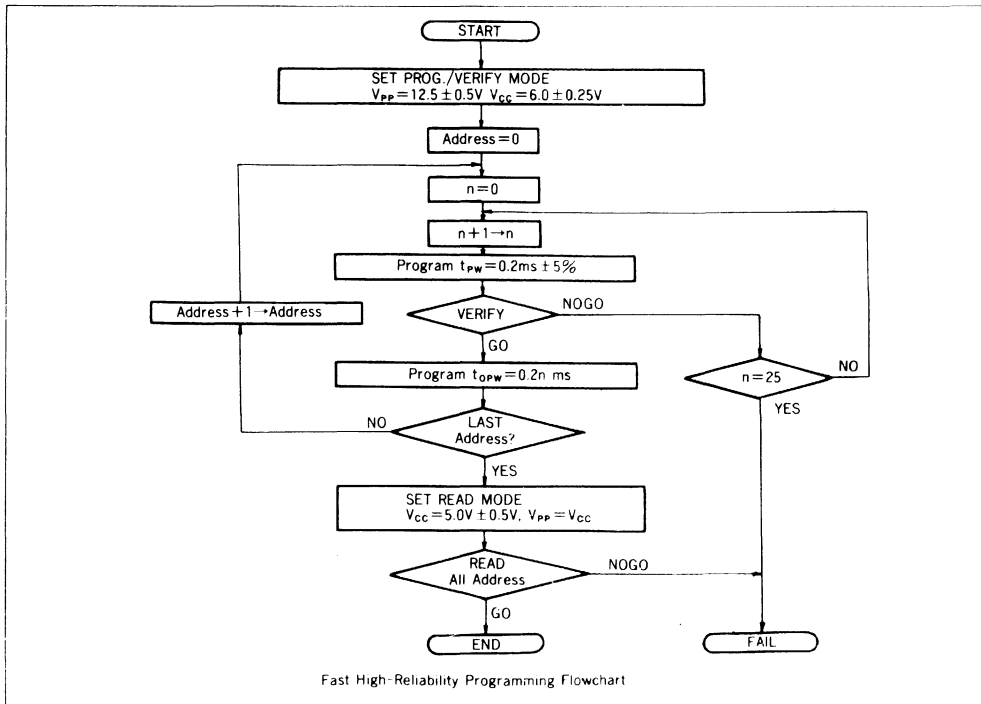 START
SET PROG./VERIFY MODE
VPP=12.5±0.5V VCC=6.0±0.25V
Address=0
n=0
n+1→n
Program tPW=0.2ms±5%
Address+1→Address
VERIFY
NOGO
GO
Program tOPW=0.2n ms
n=25
NO
YES
NO
LAST
Address?
YES
SET READ MODE
VCC=5.0V±0.5V, VPP=VCC
READ
All Address
NOGO
GO
END
FAIL
Fast High-Reliability Programming Flowchart